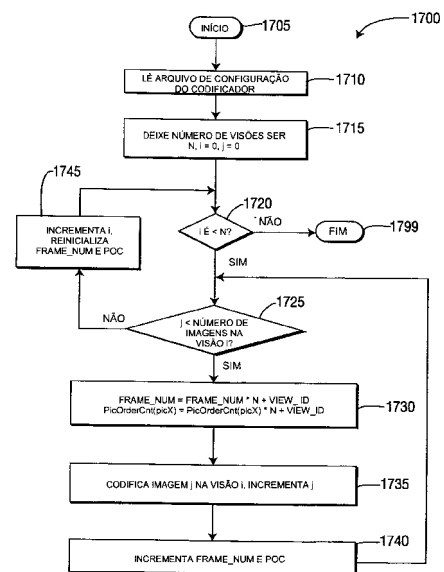 1700
INÍCIO
1705
LÊ ARQUIVO DE CONFIGURAÇÃO
DO CODIFICADOR
1710
DEIXE NÚMERO DE VISÕES SER
N, i = 0, j = 0
1715
1745
INCREMENTA i,
REINICIALIZA
FRAME_NUM E POC
1720
i É < N?
NÃO
FIM
1799
SIM
1725
j < NÚMERO DE
IMAGENS NA
VISÃO I?
NÃO
SIM
FRAME_NUM = FRAME_NUM * N + VIEW_ID
PicOrderCnt(picX) = PicOrderCnt(picX) * N + VIEW_ID
1730
CODIFICA IMAGEM j NA VISÃO i, INCREMENTA j
1735
1740
INCREMENTA FRAME_NUM E POC